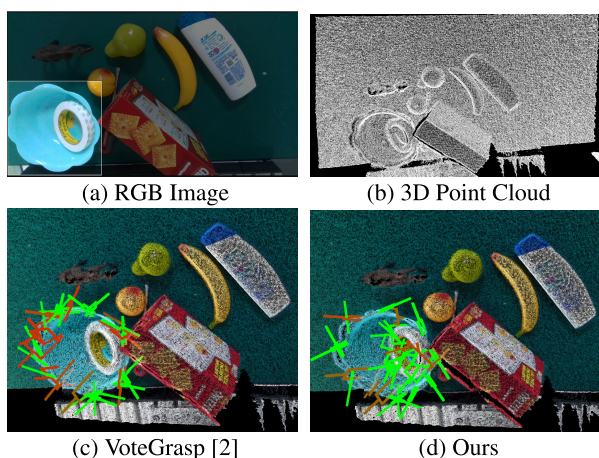 (a) RGB Image
(b) 3D Point Cloud
(c) VoteGrasp [2]
(d) Ours